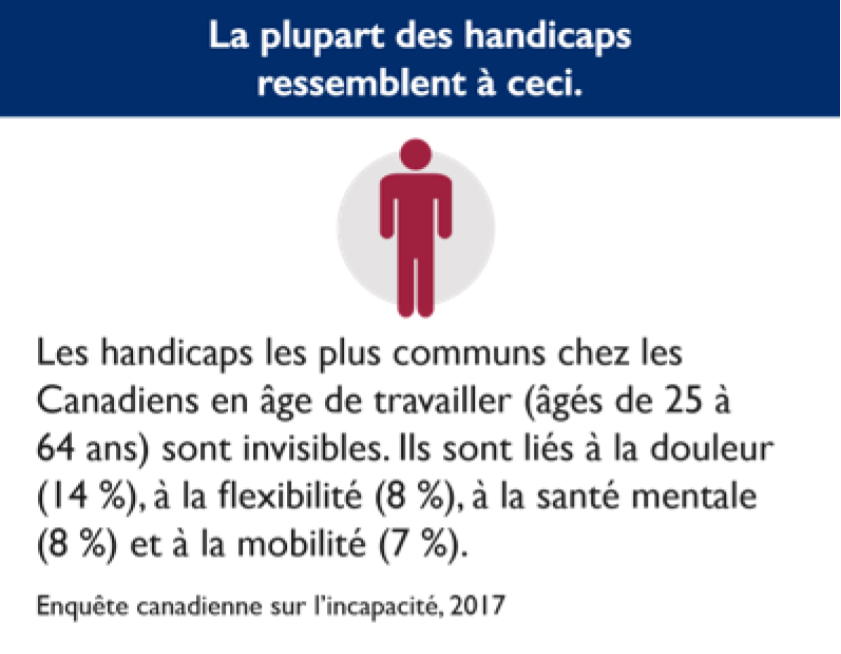 La plupart des handicaps
ressemblent à ceci.
Les handicaps les plus communs chez les
Canadiens en âge de travailler (âgés de 25 à
64 ans) sont invisibles. Ils sont liés à la douleur
(14 %), à la flexibilité (8 %), à la santé mentale
(8 %) et à la mobilité (7 %).
Enquête canadienne sur l'incapacité, 2017